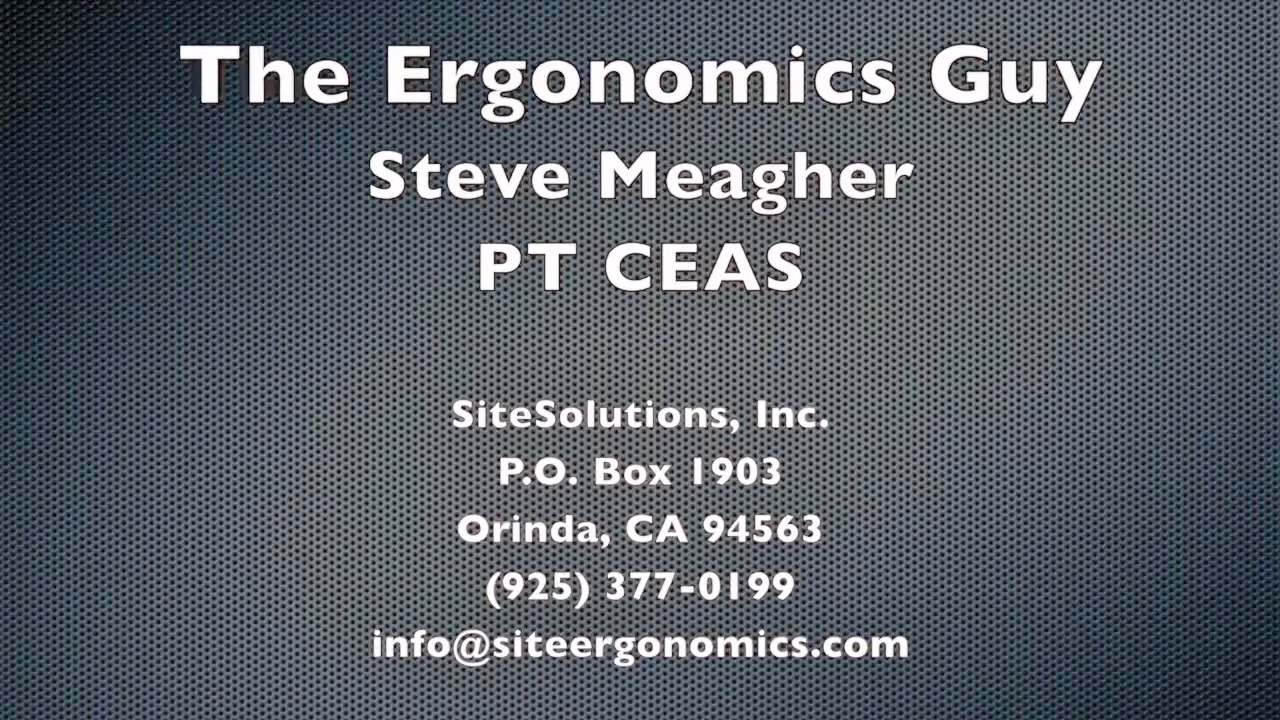 The Ergonomics Guy
Steve Meagher
PT CEAS
SiteSolutions, Inc.
P.O. Box 1903
Orinda, CA 94563
(925) 377-0199
info@siteergonomics.com